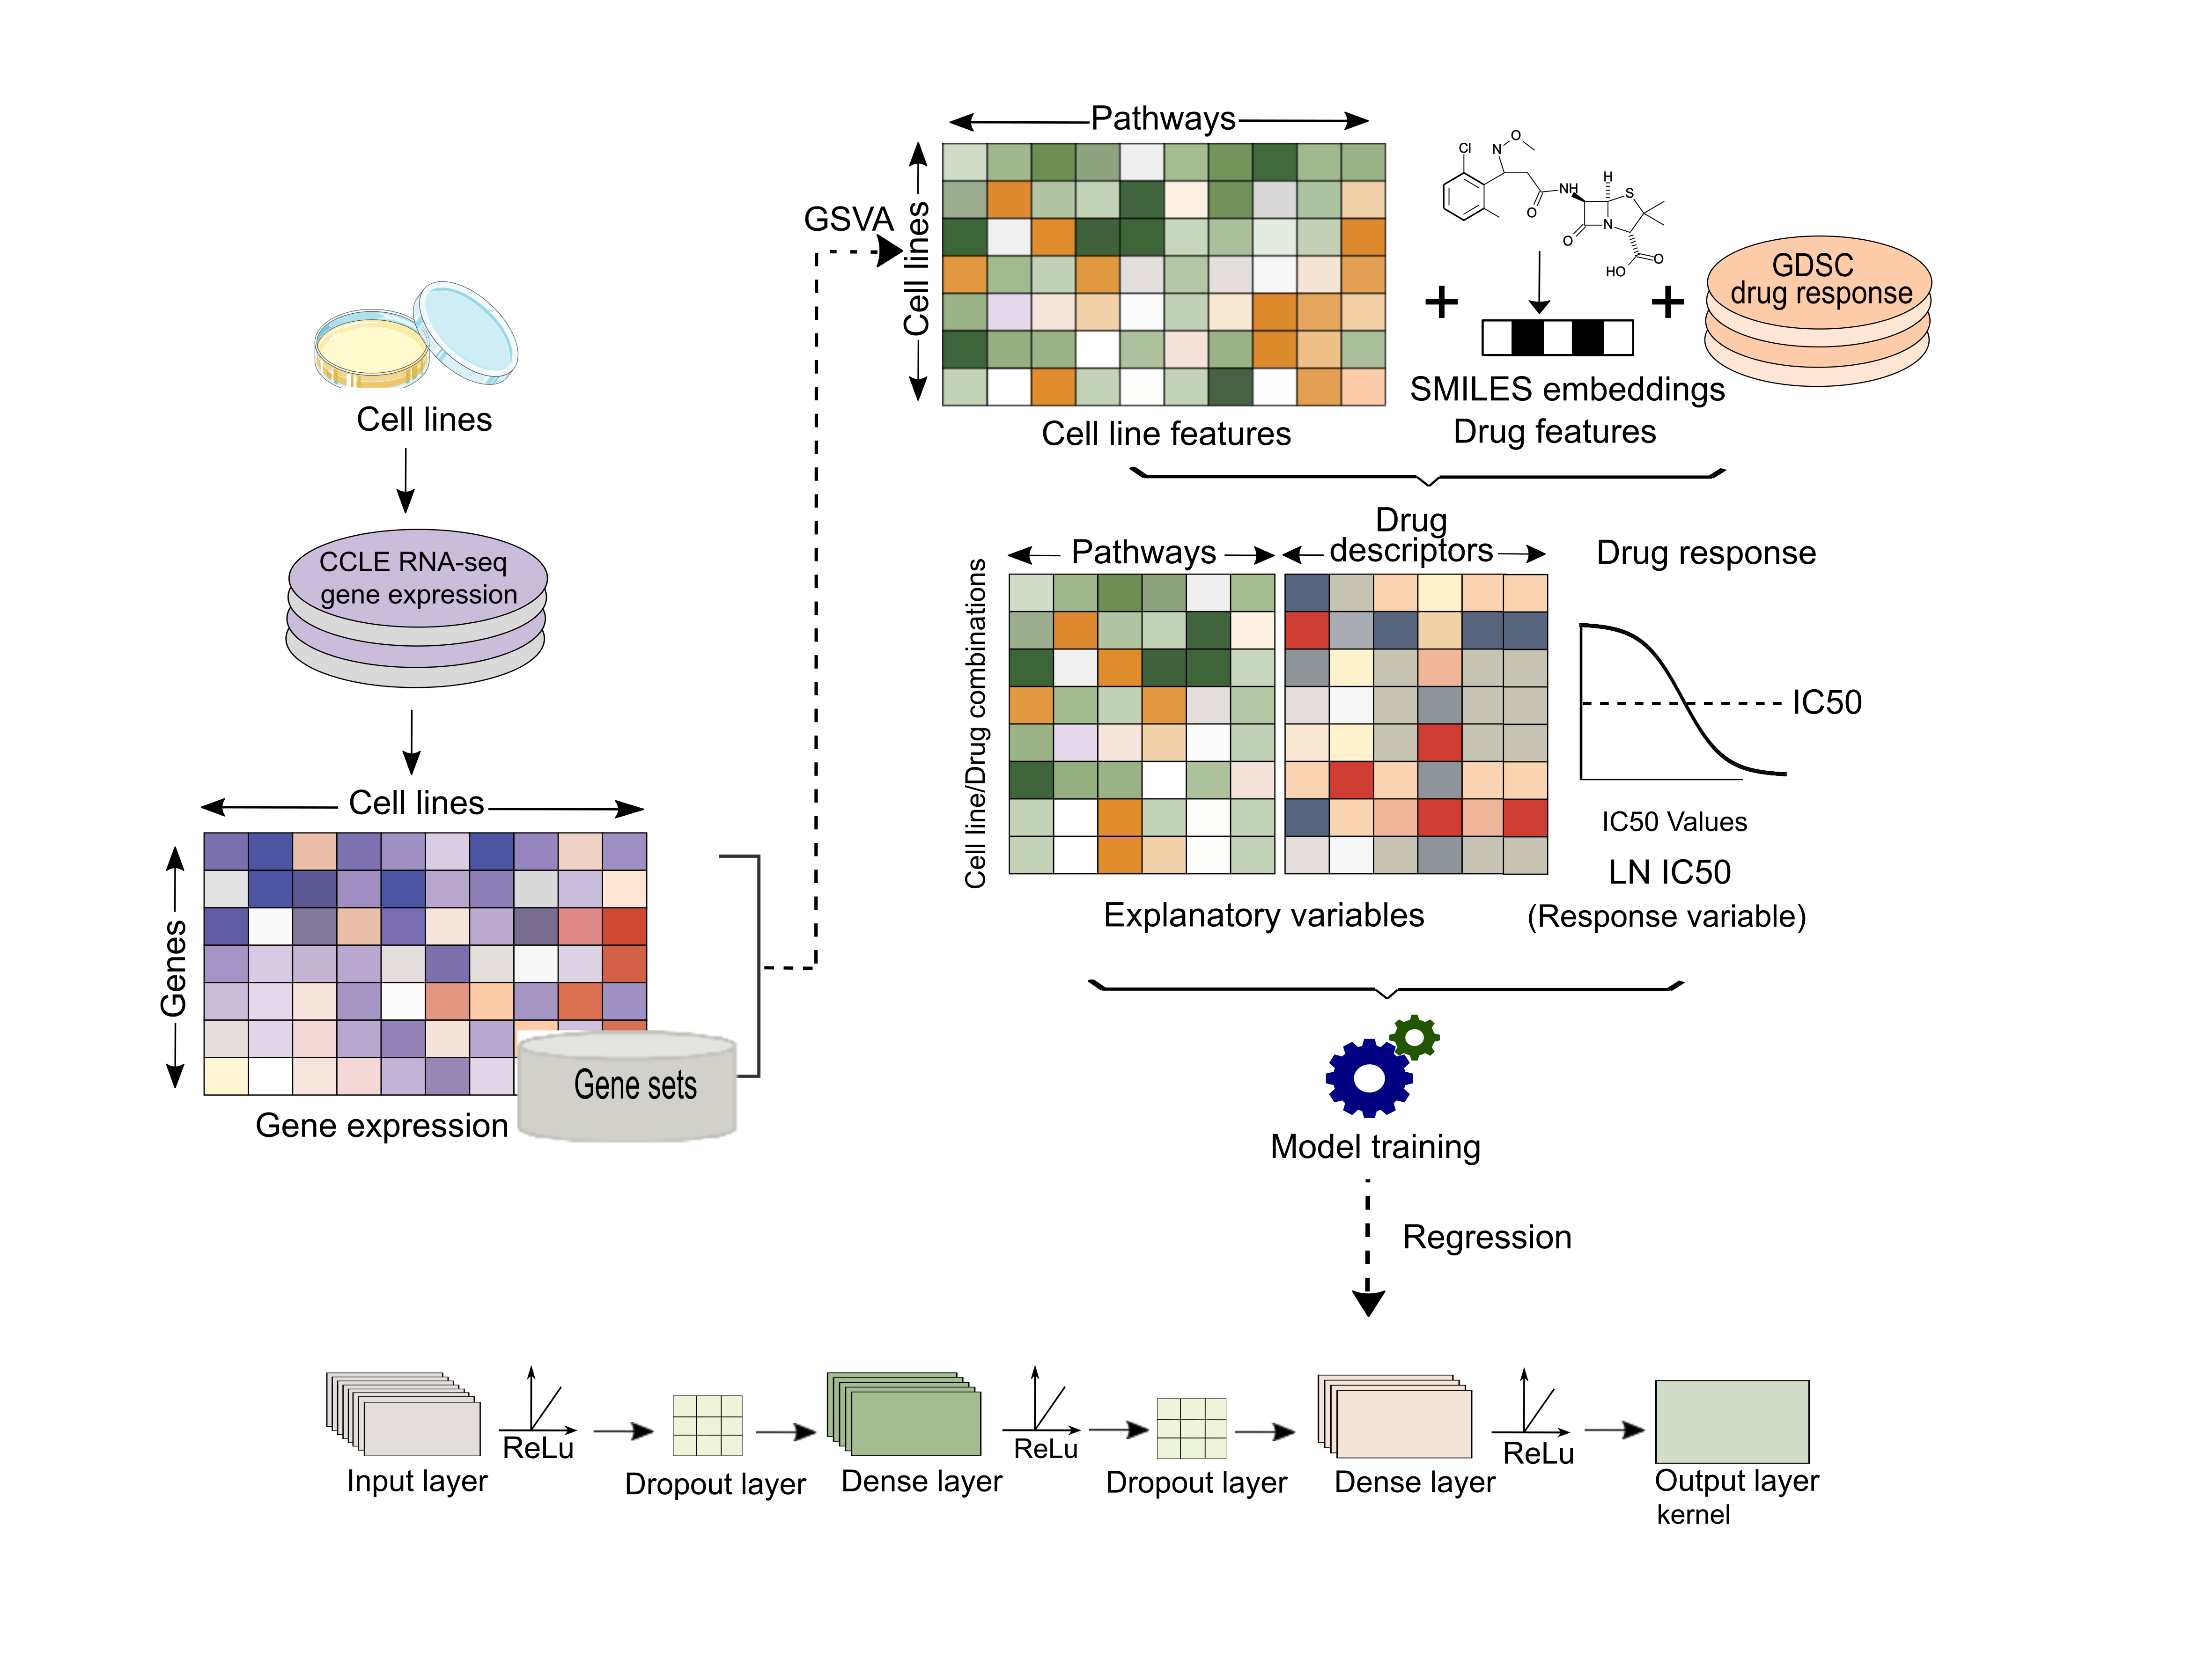 Cell lines
CCLE RNA-seq
gene expression
Cell lines
Genes
Gene expression
Gene sets
GSVA
Pathways
Cell lines
Cell line features
Cl
N
O
O
NH
H
S
N
O
HO
O
SMILES embeddings
Drug features
GDSC
drug response
Pathways
Drug
descriptors
Drug response
Cell line/Drug combinations
IC50
IC50 Values
LN IC50
(Response variable)
Explanatory variables
Model training
Regression
ReLu
ReLu
ReLu
Input layer
Dropout layer
Dense layer
Dropout layer
Dense layer
Output layer
kernel